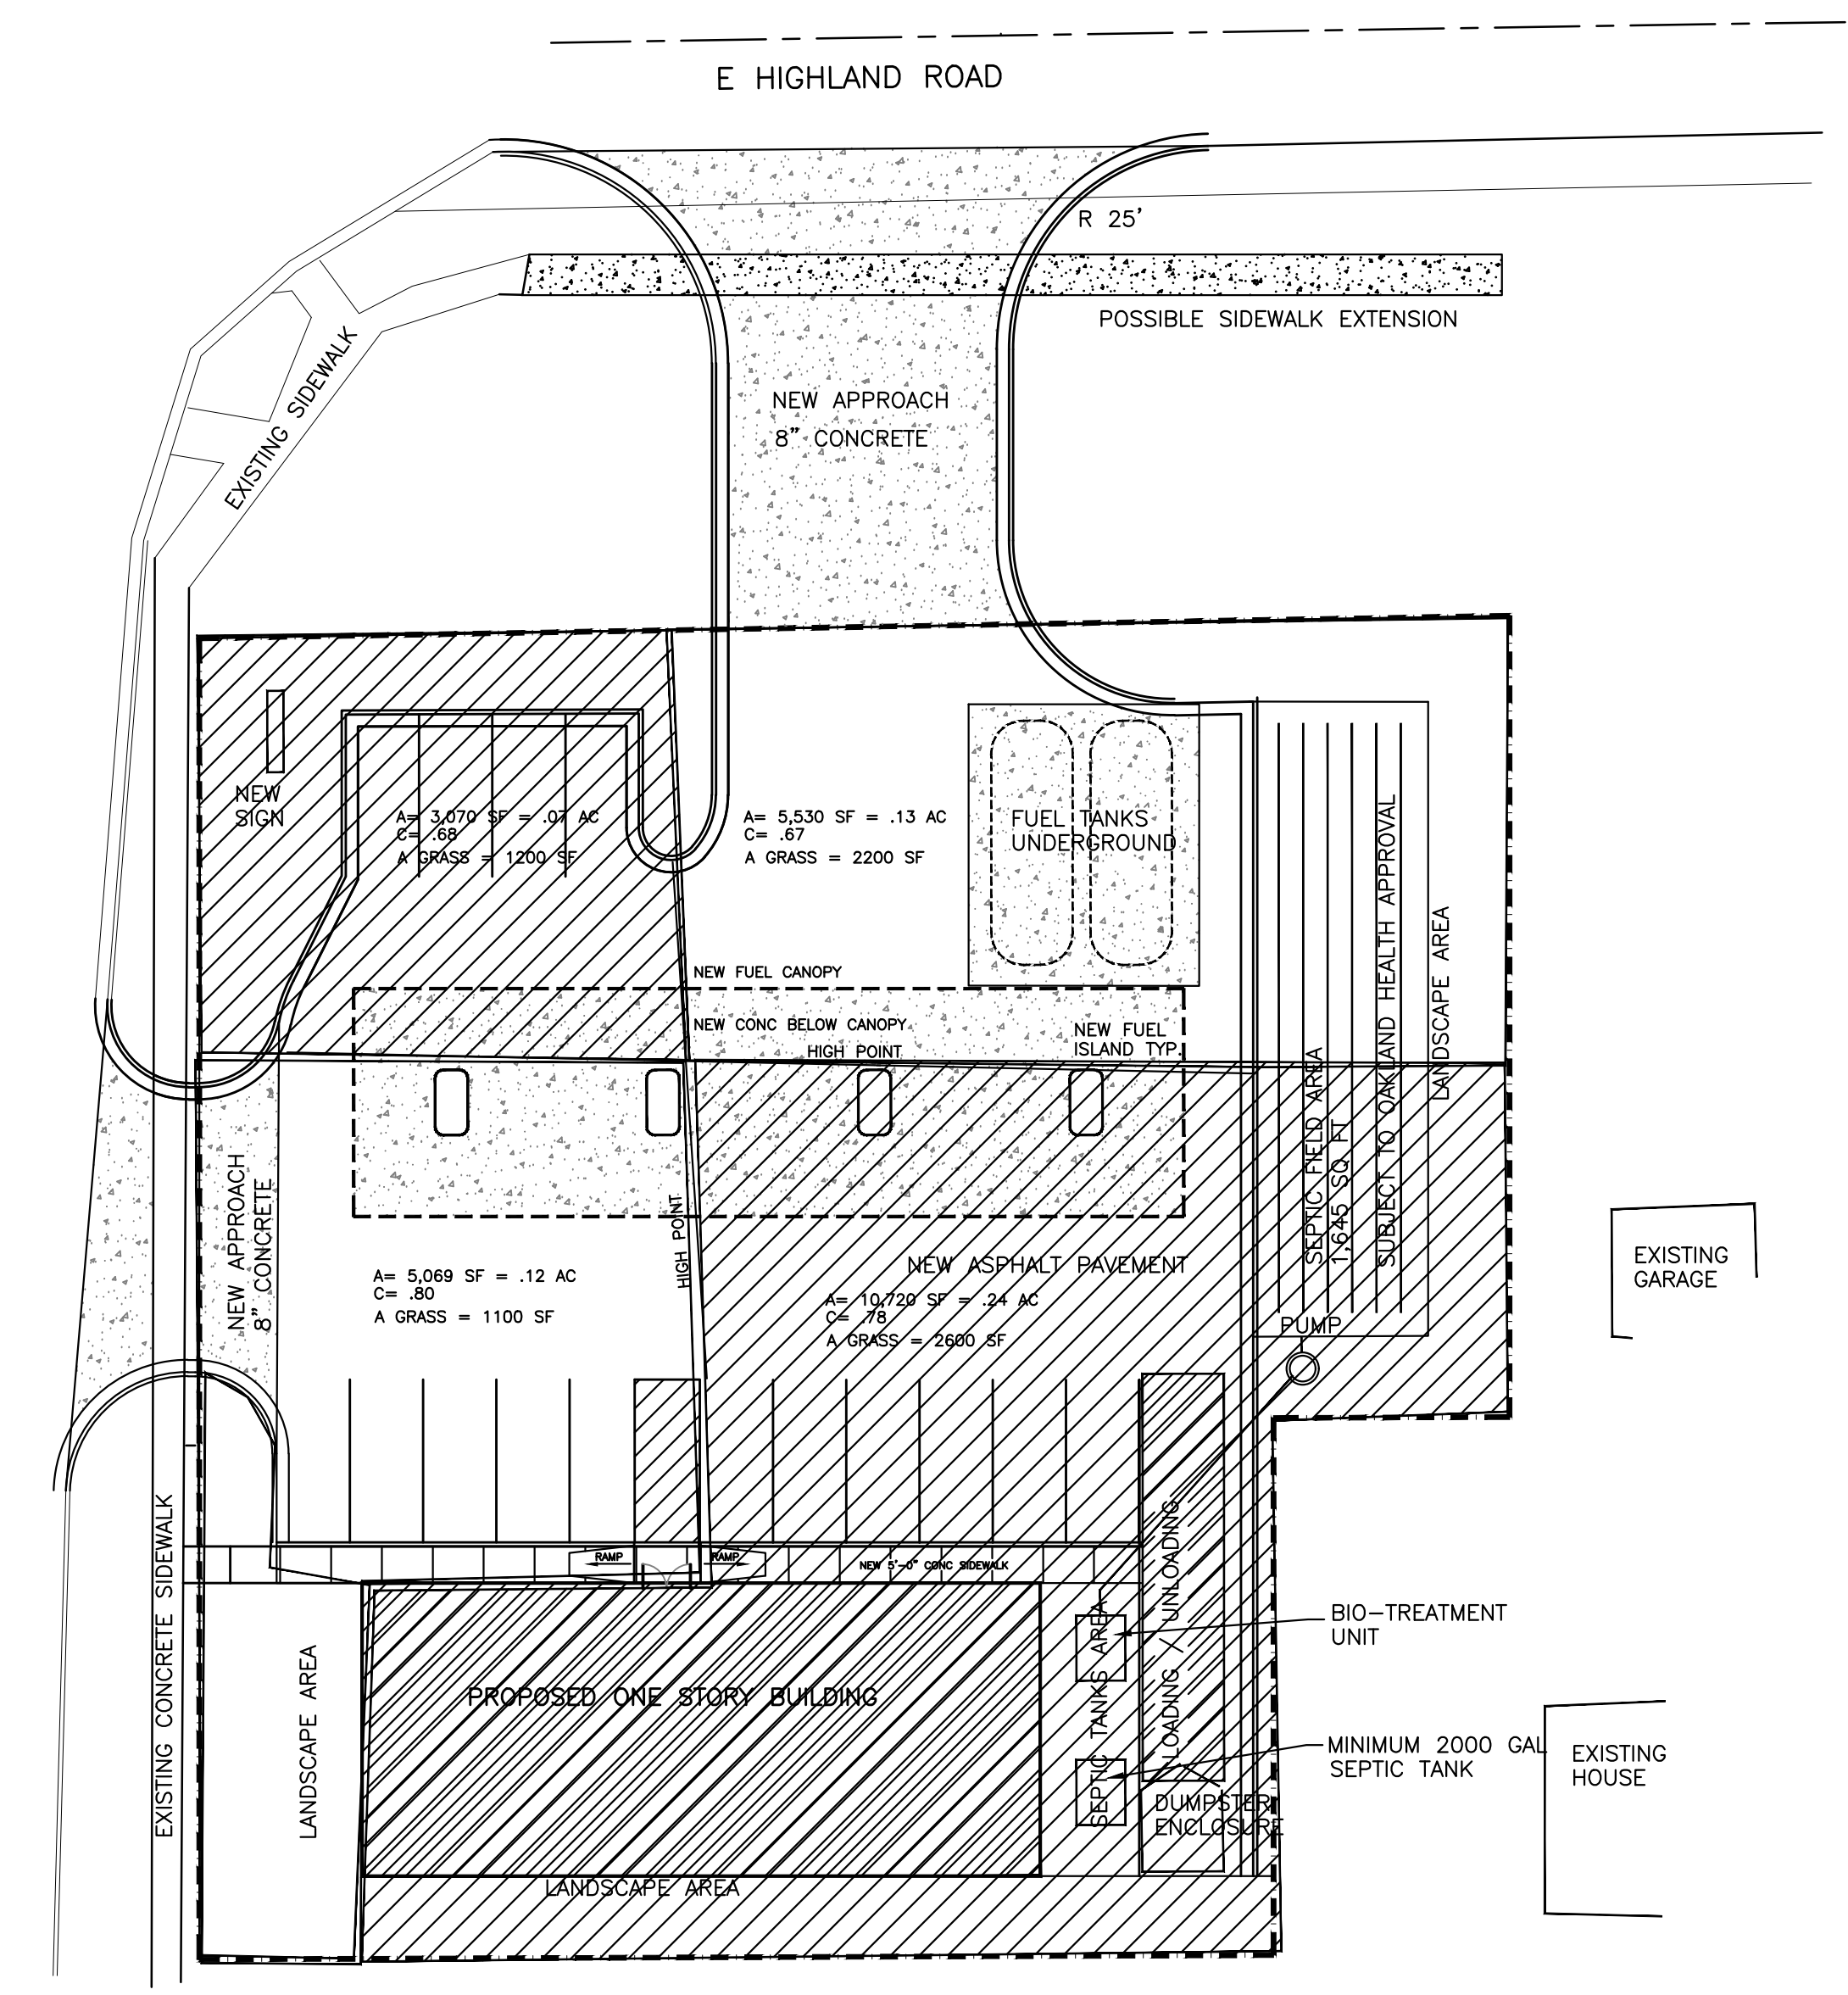 E HIGHLAND ROAD
R 25'
POSSIBLE SIDEWALK EXTENSION
EXISTING SIDEWALK
NEW APPROACH
8" CONCRETE
NEW
SIGN
A= 3,070 SF = .07 AC
C= .68
A GRASS = 1200 SF
A= 5,530 SF = .13 AC
C= .67
A GRASS = 2200 SF
FUEL TANKS
UNDERGROUND
SUBJECT TO OAKLAND HEALTH APPROVAL
LANDSCAPE AREA
NEW FUEL CANOPY
NEW CONC BELOW CANOPY
HIGH POINT
NEW FUEL
ISLAND TYP.
SEPTIC FIELD AREA
1,645 SQ FT
NEW APPROACH
8" CONCRETE
HIGH POINT
NEW ASPHALT PAVEMENT
A= 5,069 SF = .12 AC
C= .80
A GRASS = 1100 SF
A= 10,720 SF = .24 AC
C= .78
A GRASS = 2600 SF
EXISTING
GARAGE
PUMP
EXISTING CONCRETE SIDEWALK
RAMP
RAMP
NEW 5'-0" CONC SIDEWALK
LOADING / UNLOADING
SEPTIC TANKS AREA
BIO-TREATMENT
UNIT
LANDSCAPE AREA
PROPOSED ONE STORY BUILDING
MINIMUM 2000 GAL
SEPTIC TANK
EXISTING
HOUSE
DUMPSTER
ENCLOSURE
LANDSCAPE AREA